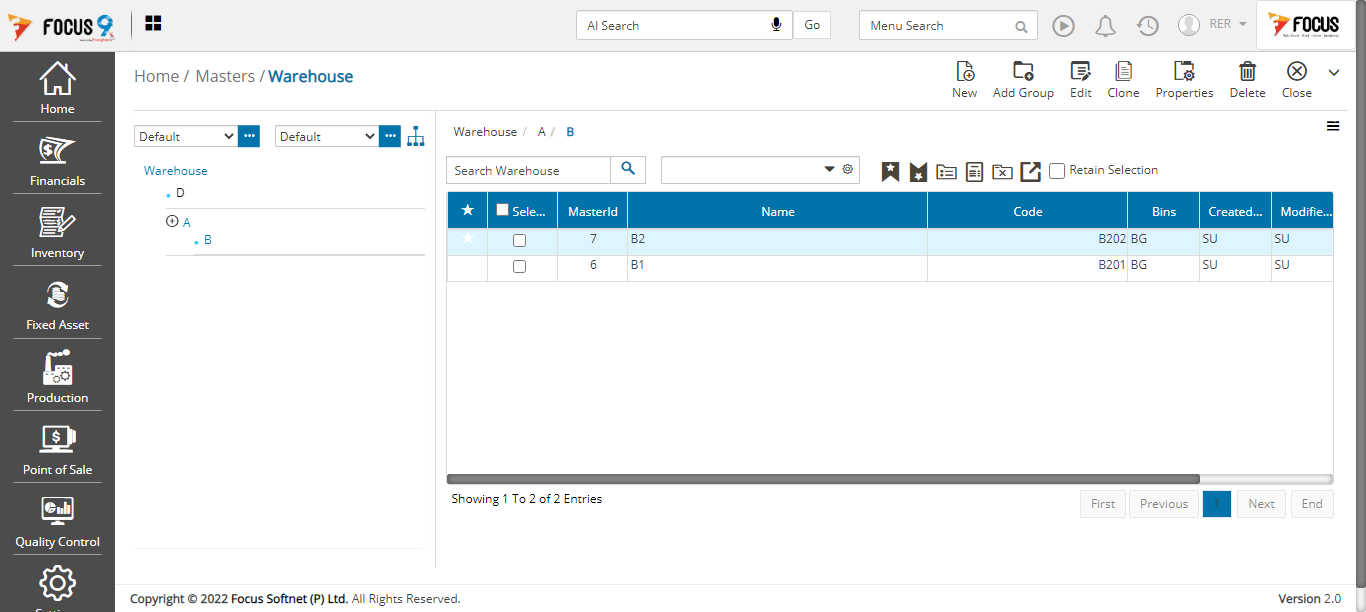 FOCUS 9
AI Search
Go
Menu Search
RER
FOCUS
Home
Financials
Inventory
Fixed Asset
Production
Point of Sale
Quality Control
Home / Masters / Warehouse
New
Add Group
Edit
Clone
Properties
Delete
Close
Default
Default
Warehouse
D
A
B
Warehouse / A / B
Search Warehouse
Retain Selection
Sele... MasterId Name Code Bins Created... Modifie...
7 B2 B202 BG SU SU
6 B1 B201 BG SU SU
Showing 1 To 2 of 2 Entries
First Previous 1 Next End
Copyright © 2022 Focus Softnet (P) Ltd. All Rights Reserved.
Version 2.0